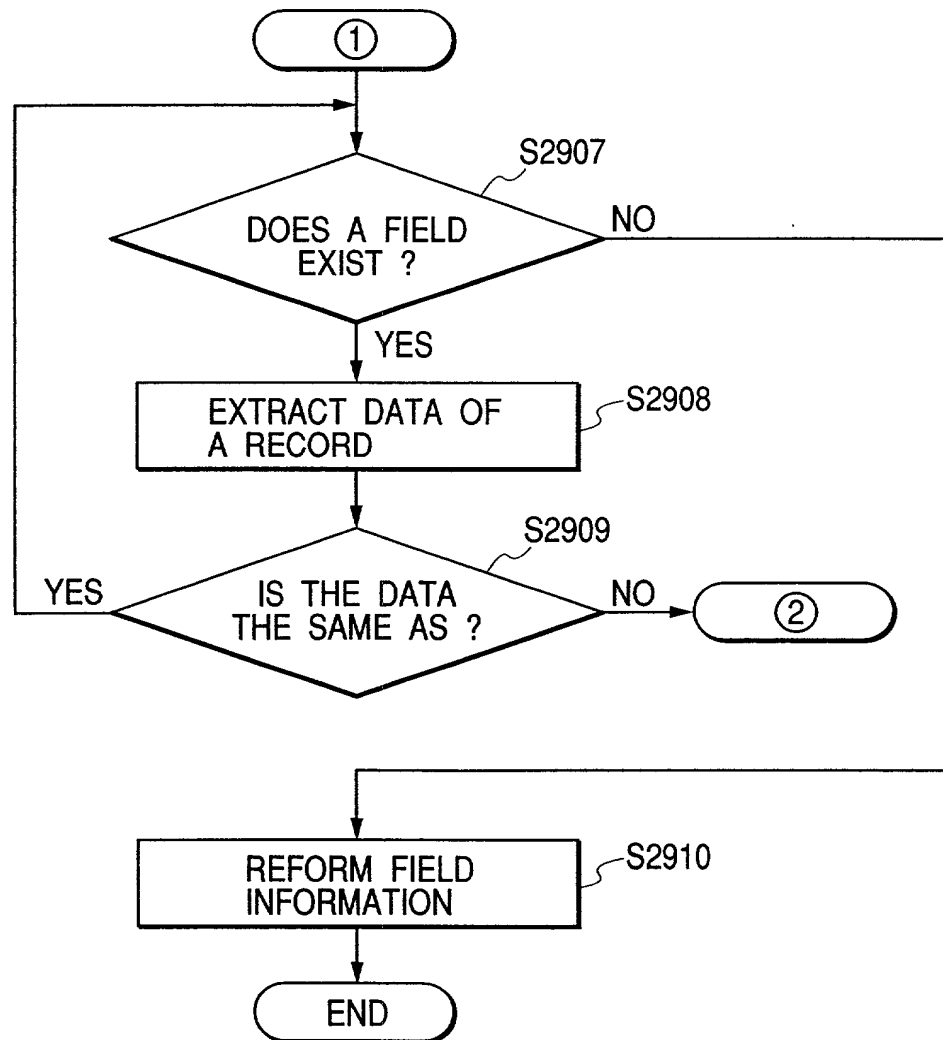 ①
S2907
DOES A FIELD
EXIST ?
NO
YES
EXTRACT DATA OF
A RECORD
S2908
S2909
YES
IS THE DATA
THE SAME AS ?
NO
②
REFORM FIELD
INFORMATION
S2910
END